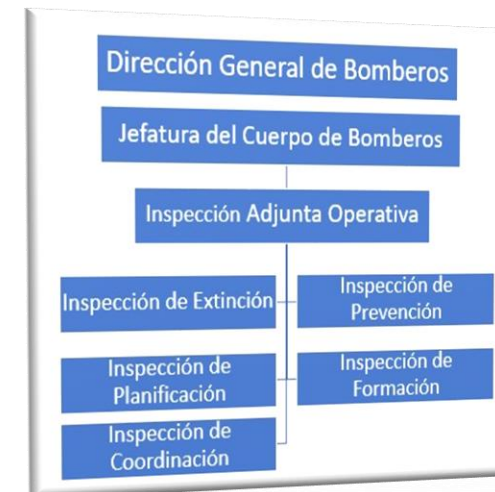 Dirección General de Bomberos
Jefatura del Cuerpo de Bomberos
Inspección Adjunta Operativa
Inspección de Extinción
Inspección de
Prevención
Inspección de
Planificación
Inspección de
Formación
Inspección de
Coordinación